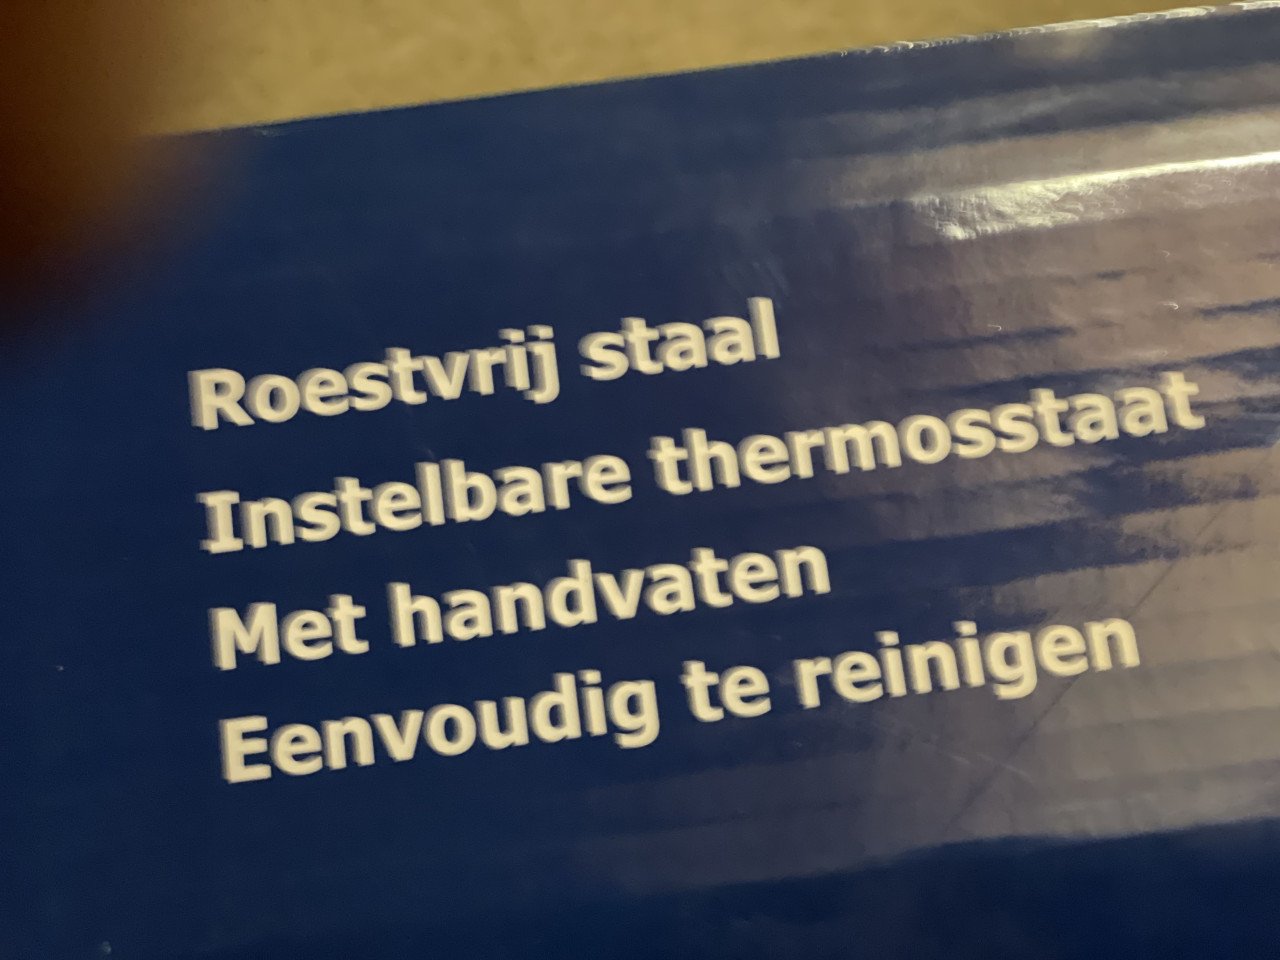 Roestvrij staal
Instelbare thermosstaat
Met handvaten
Eenvoudig te reinigen